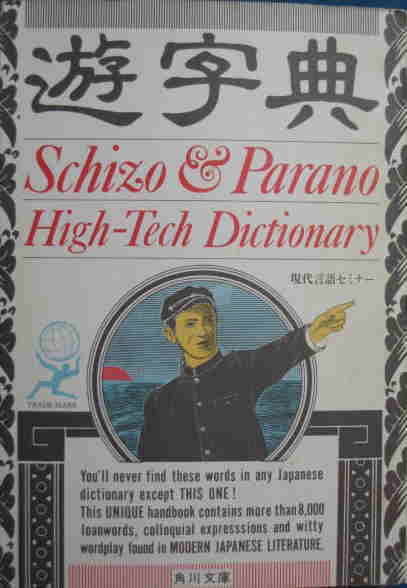 遊字典
Schizo & Parano
High-Tech Dictionary
現代言語セミナー
TRADE MARK
You'll never find these words in any Japanese
dictionary except THIS ONE!
This UNIQUE handbook contains more than 8,000
loanwords, collnquial expresssions and witty
wordplay found in MODERN JAPANESE LITERATURE.
角川文庫